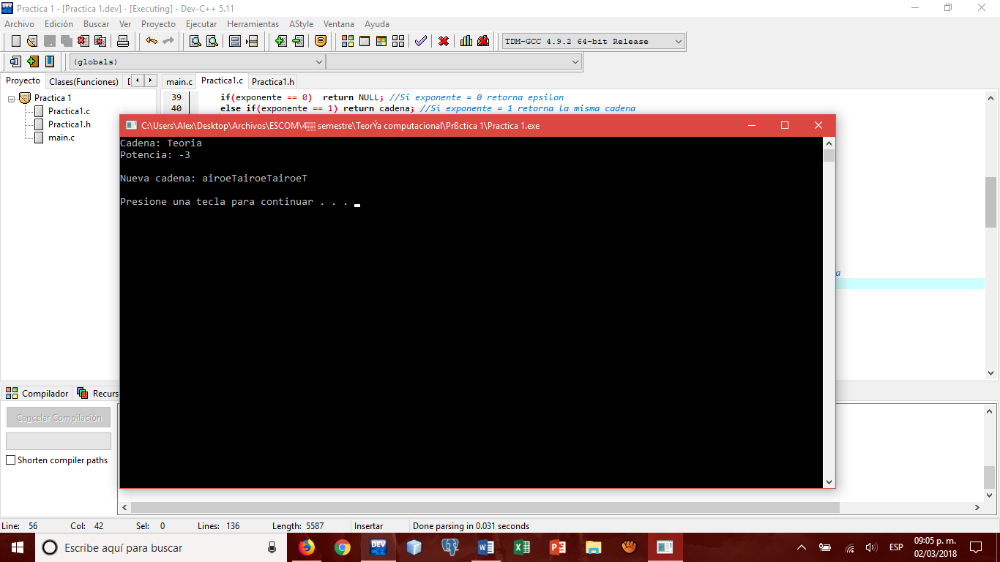 Practica 1 - [Practica 1.dev] - [Executing] - Dev-C++ 5.11
Archivo Edición Buscar Ver Proyecto Ejecutar Herramientas AStyle Ventana Ayuda
TDM-GCC 4.9.2 64-bit Release
(globals)
Proyecto Clases(Funciones)
main.c Practica1.c Practica1.h
Practica 1
Practica1.c
Practica1.h
main.c
39 if(exponente == 0) return NULL; //Si exponente = 0 retorna epsilon
40 else if(exponente == 1) return cadena; //Si exponente = 1 retorna la misma cadena
C:\Users\Alex\Desktop\Archivos\ESCOM\4▒▒ semestre\TeorÝa computacional\Prßctica 1\Practica 1.exe
Cadena: Teoria
Potencia: -3
Nueva cadena: airoeTairoeTairoeT
Presione una tecla para continuar . . .
a
Compilador Recurs
Cancelar Compilación
Shorten compiler paths
Line: 56 Col: 42 Sel: 0 Lines: 136 Length: 5587 Insertar Done parsing in 0.031 seconds
Escribe aquí para buscar
DEV
ESP
09:05 p. m.
02/03/2018